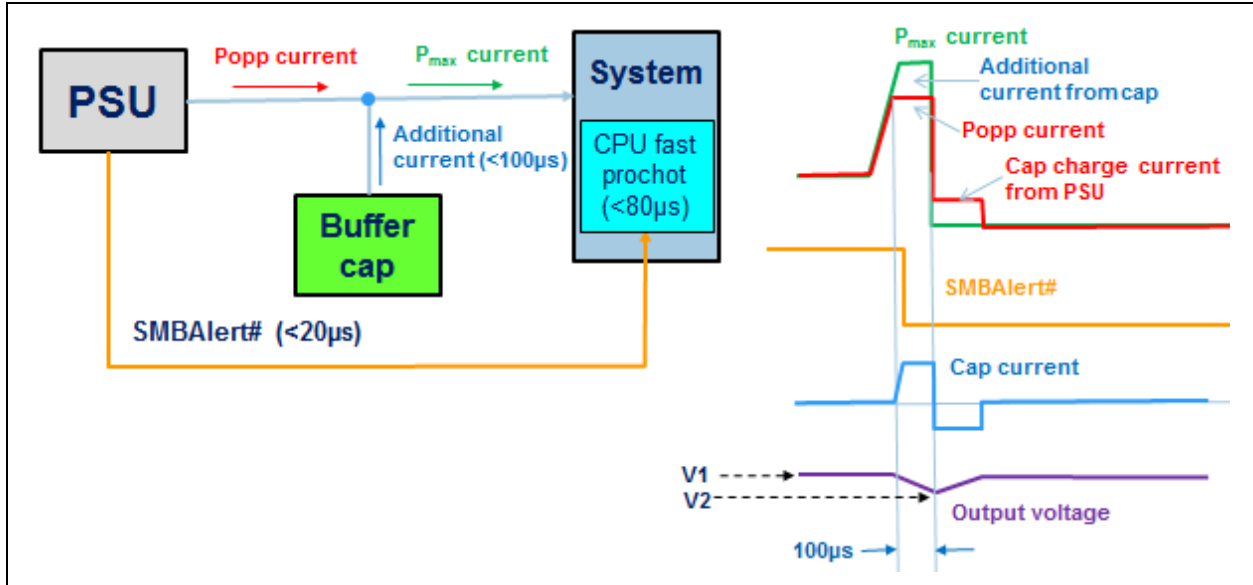 PSU
Popp current
Pmax current
System
Additional
current (<100µs)
CPU fast
prochot
(<80µs)
Buffer
cap
SMBAlert# (<20µs)
Pmax current
Additional
current from cap
Popp current
Cap charge current
from PSU
SMBAlert#
Cap current
V1
V2
Output voltage
100µs